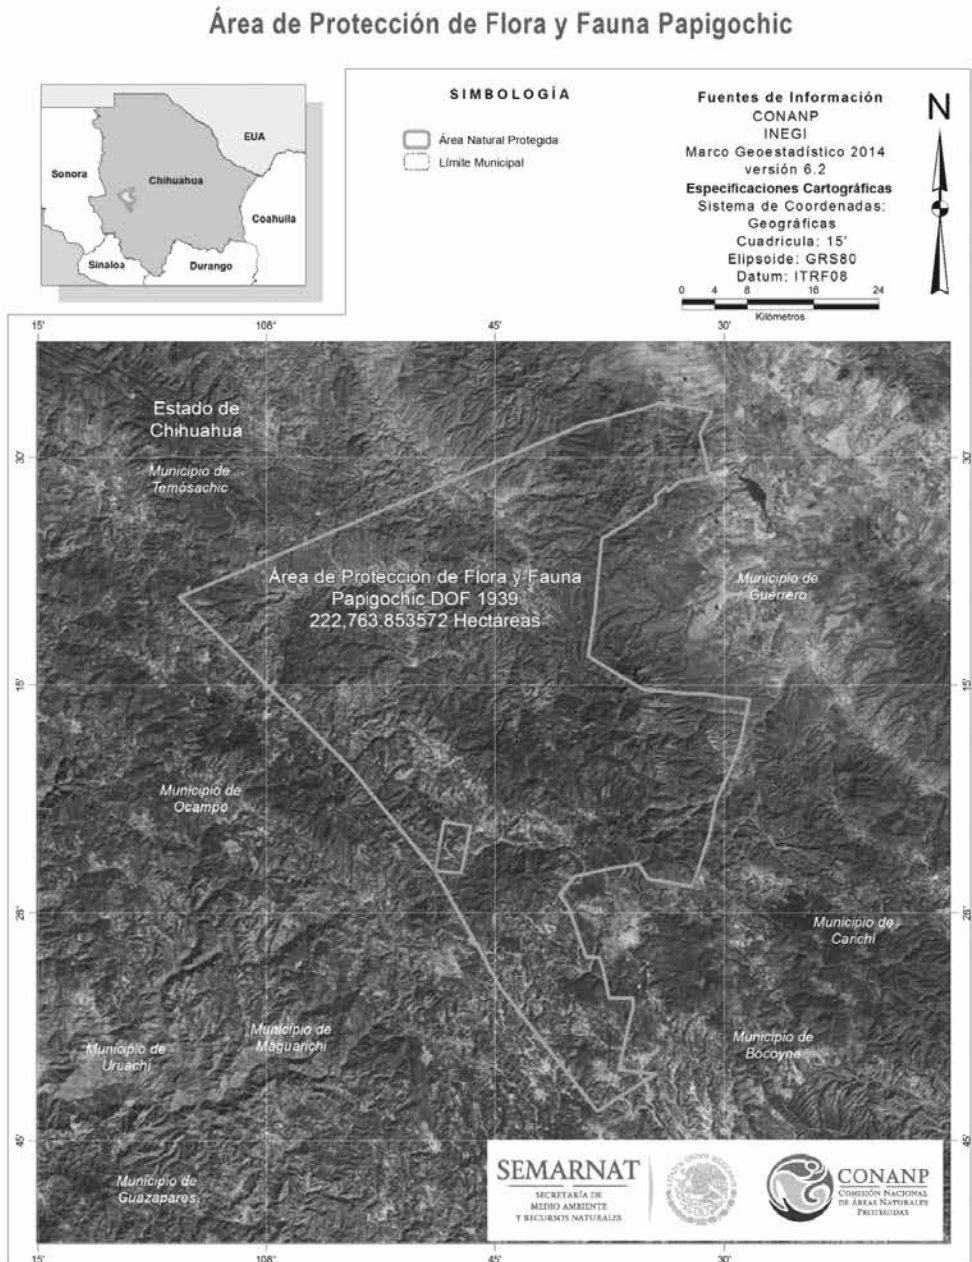 Área de Protección de Flora y Fauna Papigochic
EUA
Sonora
Chihuahua
Coahuila
Sinaloa
Durango
SIMBOLOGÍA
Área Natural Protegida
Límite Municipal
Fuentes de Información
CONANP
INEGI
Marco Geoestadístico 2014
versión 6.2
Especificaciones Cartográficas
Sistema de Coordenadas:
Geográficas
Cuadricula: 15'
Elipsoide: GRS80
Datum: ITRF08
N
0 4 8 16 24
Kilómetros
15' 108° 45' 30'
Estado de
Chihuahua
30' 30'
Municipio de
Temósachic
Área de Protección de Flora y Fauna
Papigochic DOF 1939
222,763.853572 Hectáreas
Municipio de
Guerrero
15' 15'
Municipio de
Ocampo
28° 28°
Municipio de
Carichí
Municipio de
Maguarichi
Municipio de
Uruachi
Municipio de
Bocoyna
45' 45'
Municipio de
Guazapares
SEMARNAT
SECRETARÍA DE
MEDIO AMBIENTE
Y RECURSOS NATURALES
CONANP
COMISIÓN NACIONAL
DE ÁREAS NATURALES
PROTEGIDAS
15' 108° 45' 30'